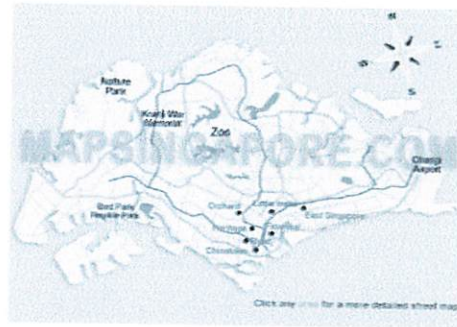 N
E
W
S
Nature
Park
Kranji War
Memorial
Zoo
MAPSINGAPORE.COM
Changi
Airport
Bird Park
Reptile Park
Orchard
Little India
East Singapore
Chinatown
Click any area for a more detailed street map